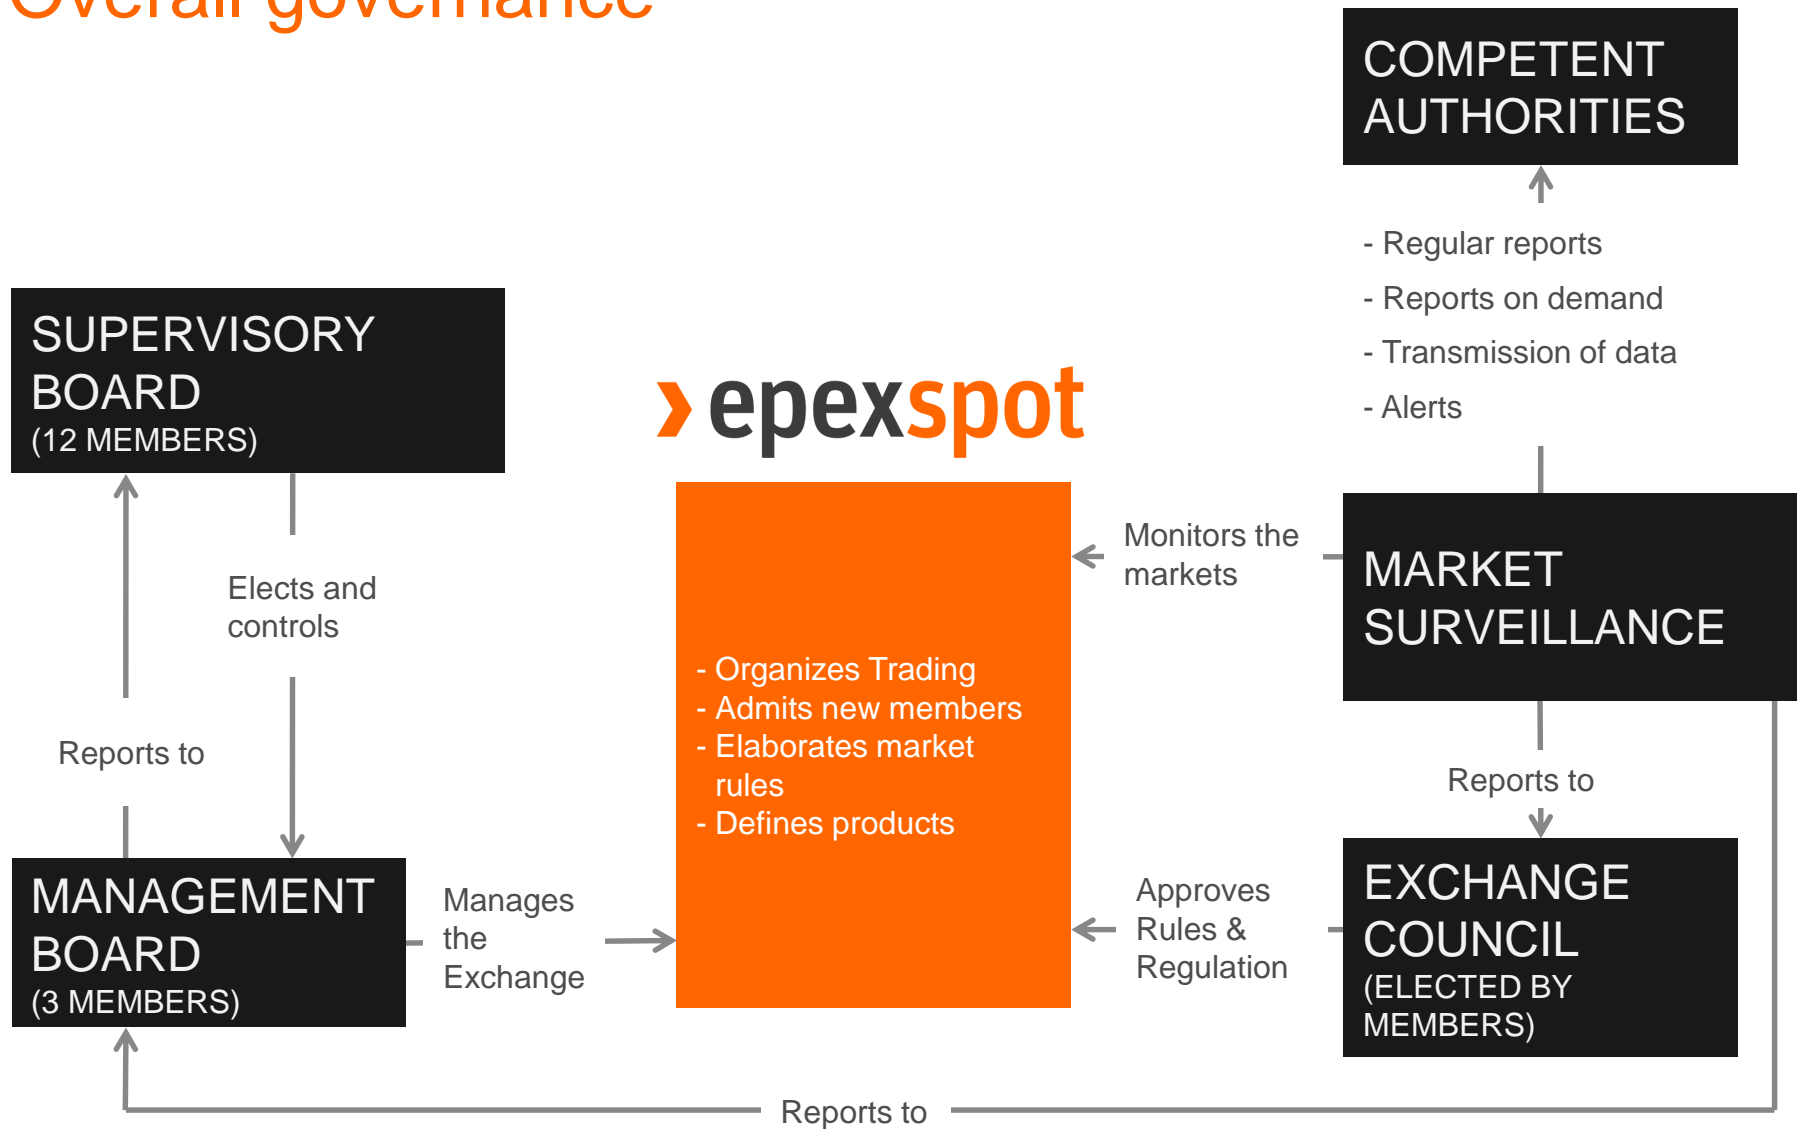 Overall governance
COMPETENT
AUTHORITIES
- Regular reports
- Reports on demand
- Transmission of data
- Alerts
SUPERVISORY
BOARD
(12 MEMBERS)
epexspot
Monitors the
markets
MARKET
SURVEILLANCE
Elects and
controls
- Organizes Trading
- Admits new members
- Elaborates market
rules
- Defines products
Reports to
Reports to
MANAGEMENT
BOARD
(3 MEMBERS)
Manages
the
Exchange
Approves
Rules &
Regulation
EXCHANGE
COUNCIL
(ELECTED BY
MEMBERS)
Reports to